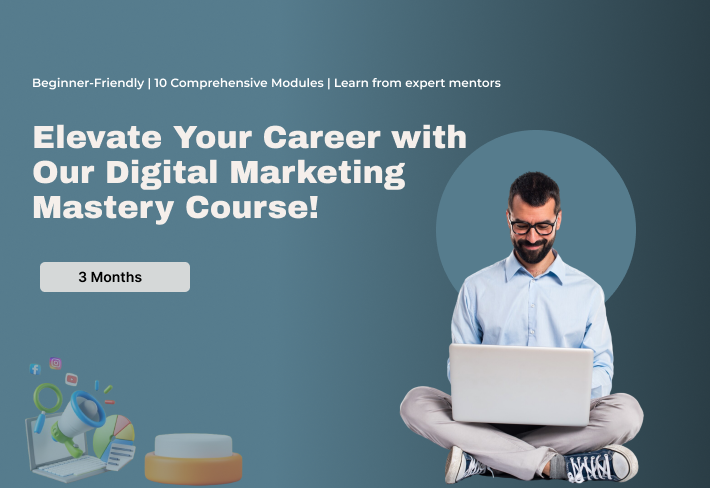 Beginner-Friendly | 10 Comprehensive Modules | Learn from expert mentors
Elevate Your Career with
Our Digital Marketing
Mastery Course!
3 Months